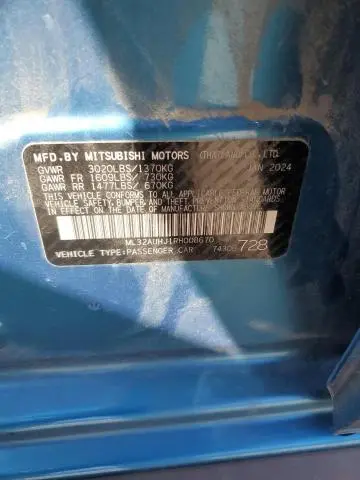 MFD.BY MITSUBISHI MOTORS (THAILAND) CO., LTD.
GVWR 3020LBS/1370KG JAN 2024
GAWR FR 1609LBS/ 730KG
GAWR RR 1477LBS/ 670KG
THIS VEHICLE CONFORMS TO ALL APPLICABLE FEDERAL MOTOR
VEHICLE SAFETY, BUMPER, AND THEFT PREVENTION STANDARDS
IN EFFECT ON THE DATE OF MANUFACTURE SHOWN ABOVE.
ML32AUHJ1RH008670
VEHICLE TYPE:PASSENGER CAR 728